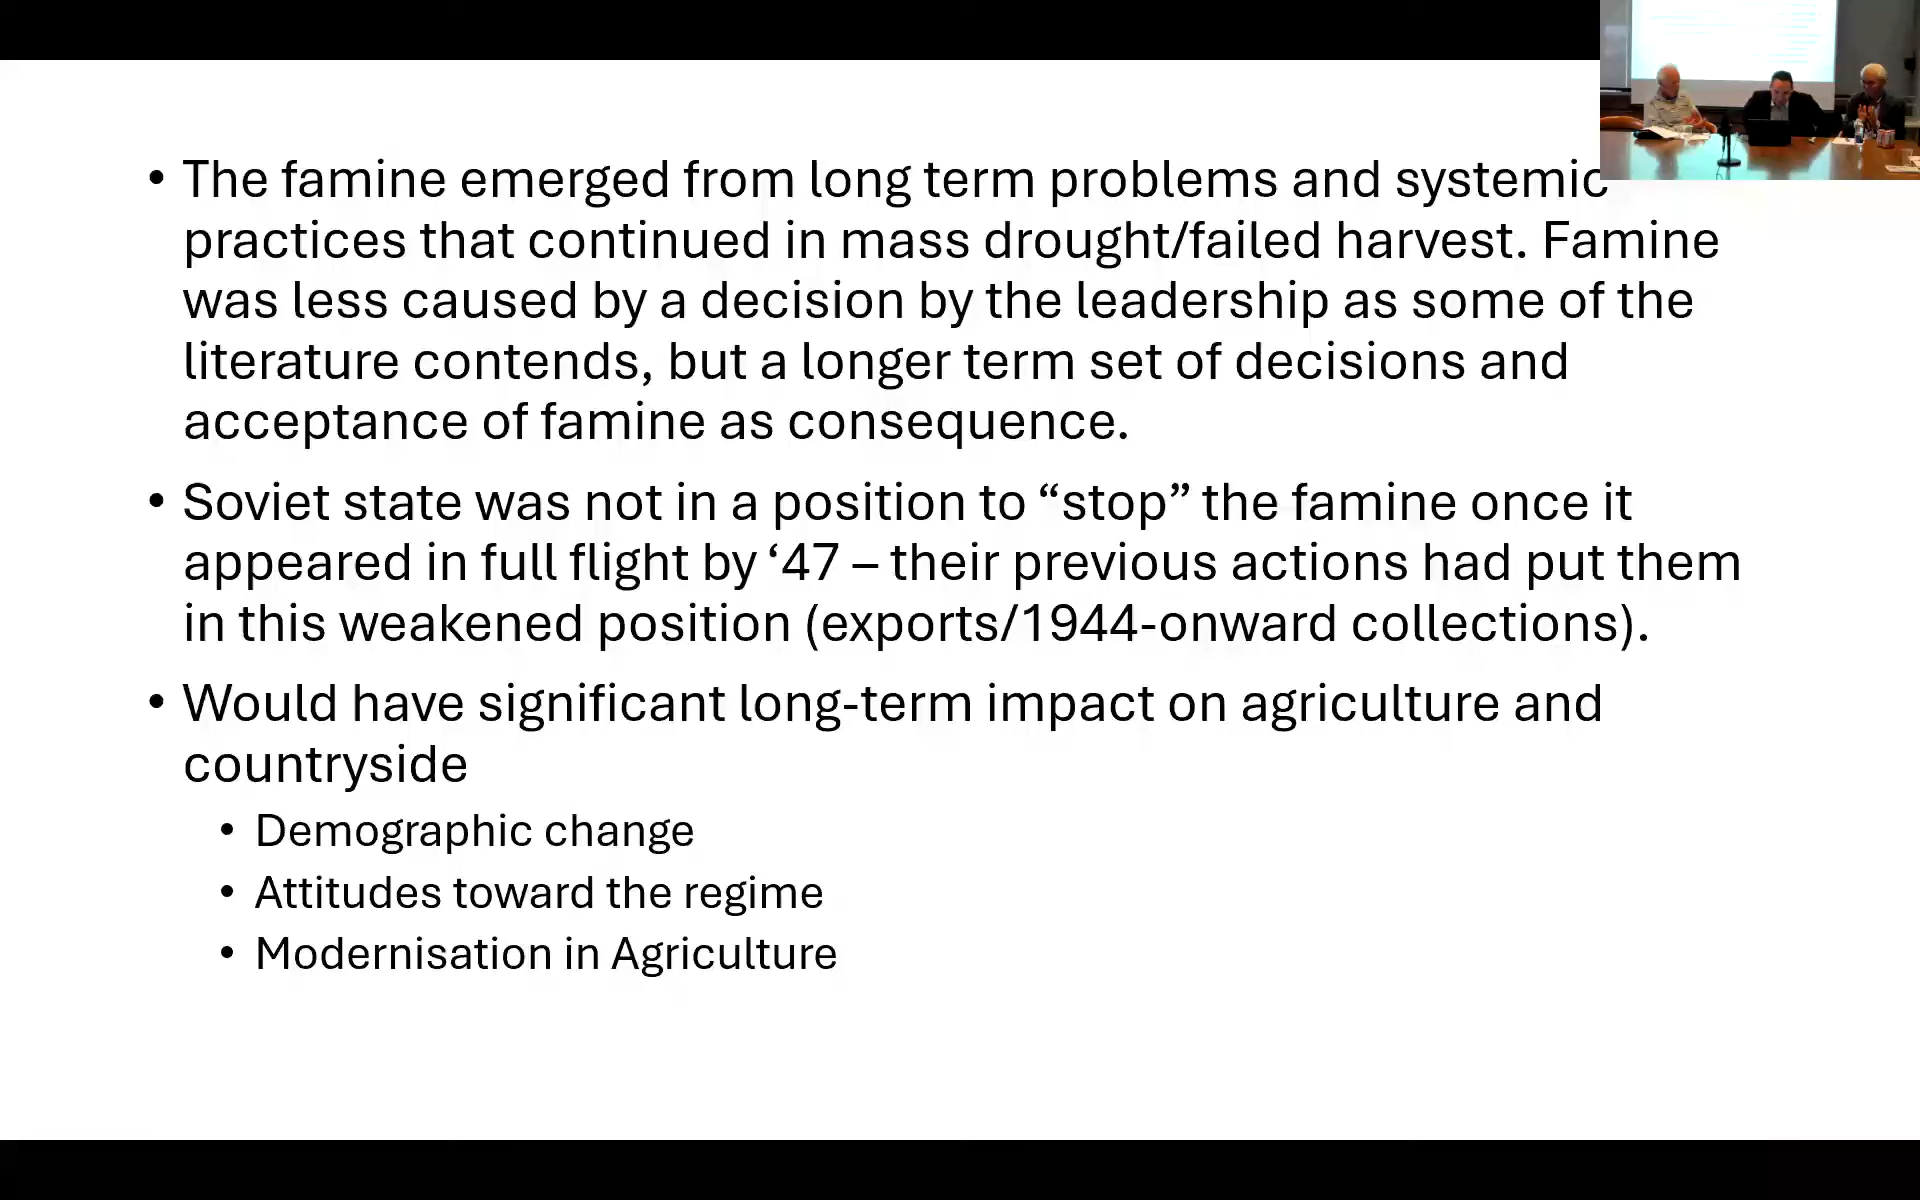 • The famine emerged from long term problems and systemic
practices that continued in mass drought/failed harvest. Famine
was less caused by a decision by the leadership as some of the
literature contends, but a longer term set of decisions and
acceptance of famine as consequence.
• Soviet state was not in a position to “stop” the famine once it
appeared in full flight by ‘47 – their previous actions had put them
in this weakened position (exports/1944-onward collections).
• Would have significant long-term impact on agriculture and
countryside
• Demographic change
• Attitudes toward the regime
• Modernisation in Agriculture